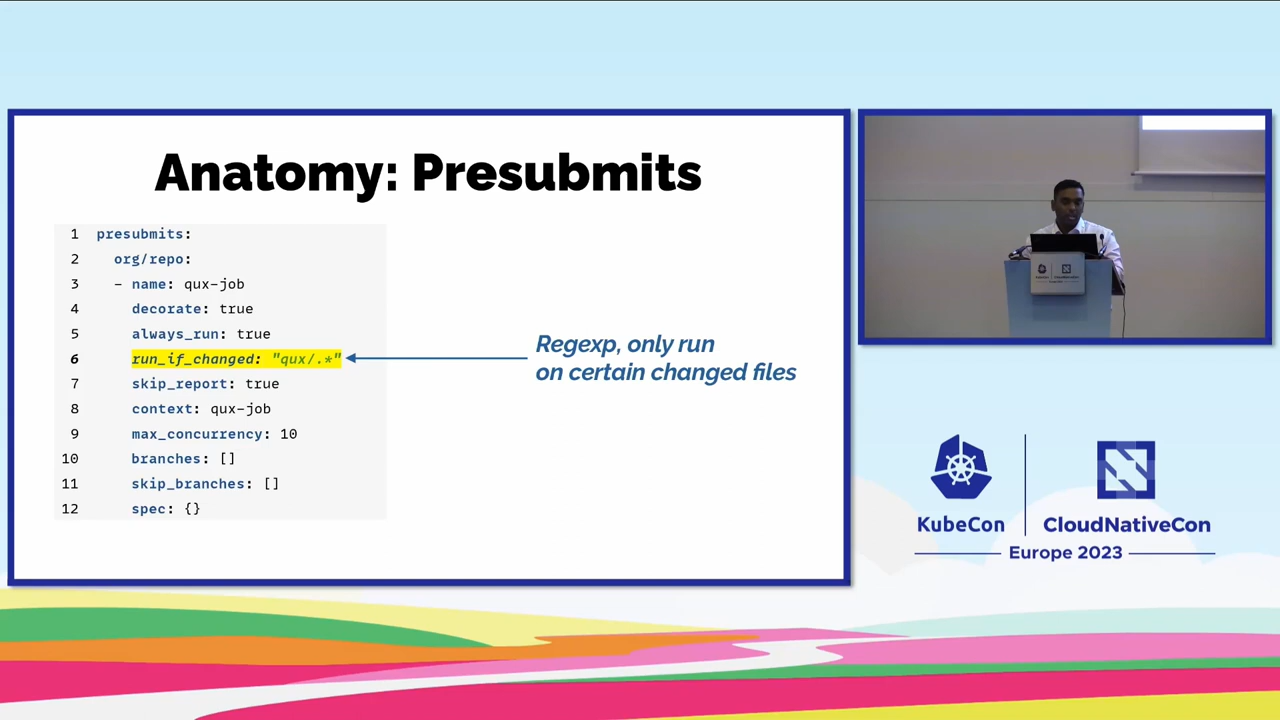 Anatomy: Presubmits
1 presubmits:
2 org/repo:
3 - name: qux-job
4 decorate: true
5 always_run: true
6 run_if_changed: "qux/.*"
7 skip_report: true
8 context: qux-job
9 max_concurrency: 10
10 branches: []
11 skip_branches: []
12 spec: {}
Regexp, only run
on certain changed files
KubeCon
CloudNativeCon
Europe 2023